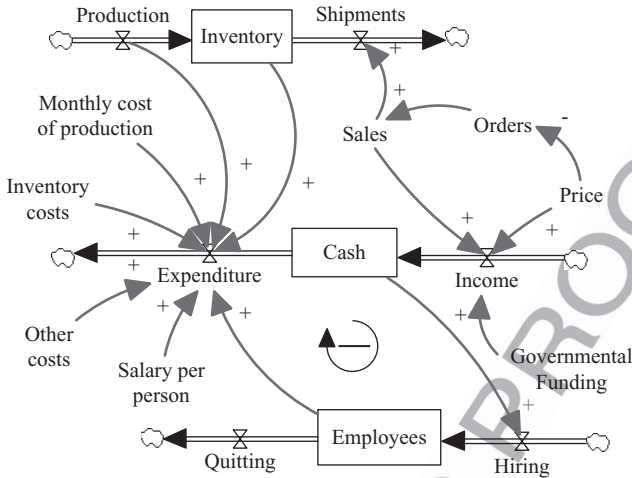 Production
Shipments
Inventory
+
+
Monthly cost
of production
Sales
Orders
-
+
+
+
Inventory
costs
Price
+
+
+
Cash
+
Expenditure
Income
+
+
+
Other
costs
Salary per
person
—
Governmental
Funding
+
Employees
Quitting
Hiring
PROO